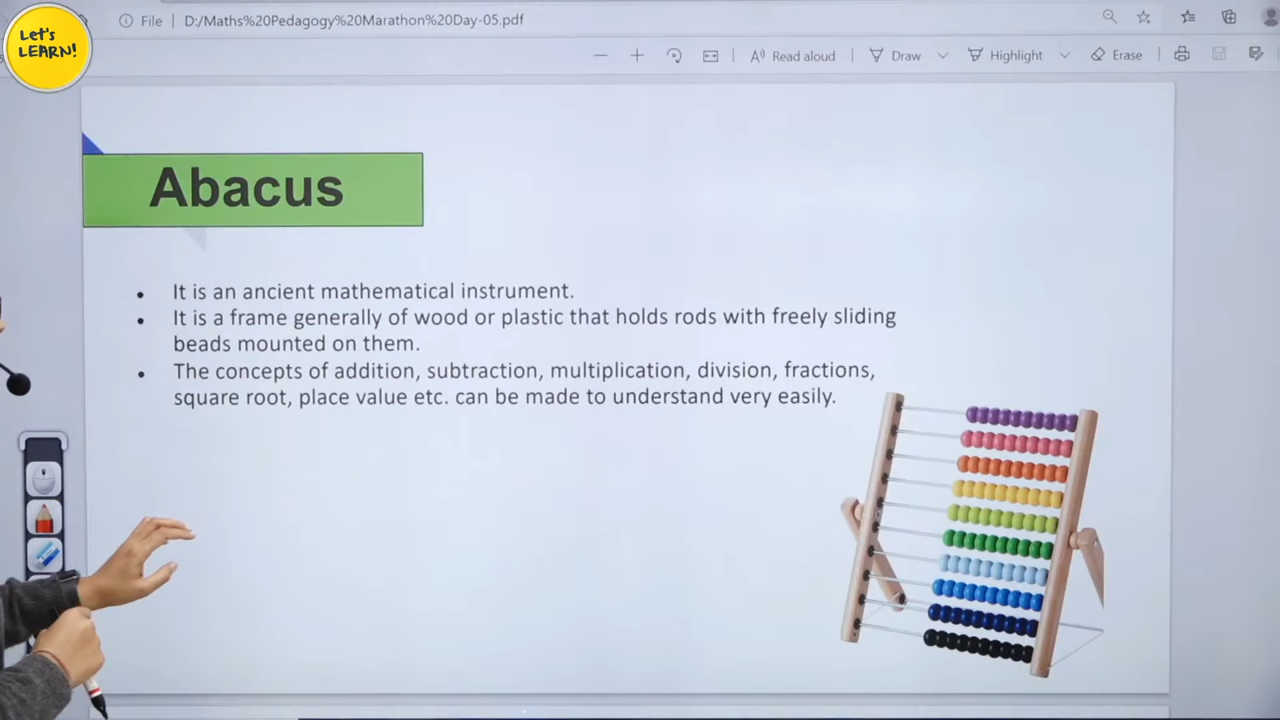 Let's
LEARN!
File | D:/Maths%20Pedagogy%20Marathon%20Day-05.pdf
Read aloud
Draw
Highlight
Erase
Abacus
• It is an ancient mathematical instrument.
• It is a frame generally of wood or plastic that holds rods with freely sliding
beads mounted on them.
• The concepts of addition, subtraction, multiplication, division, fractions,
square root, place value etc. can be made to understand very easily.